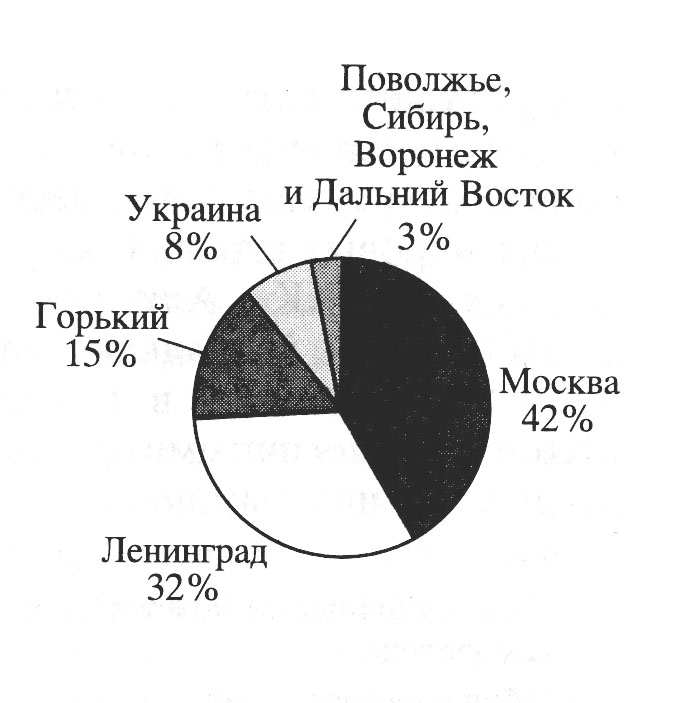 Поволжье,
Сибирь,
Воронеж
и Дальний Восток
3%
Украина
8%
Горький
15%
Москва
42%
Ленинград
32%